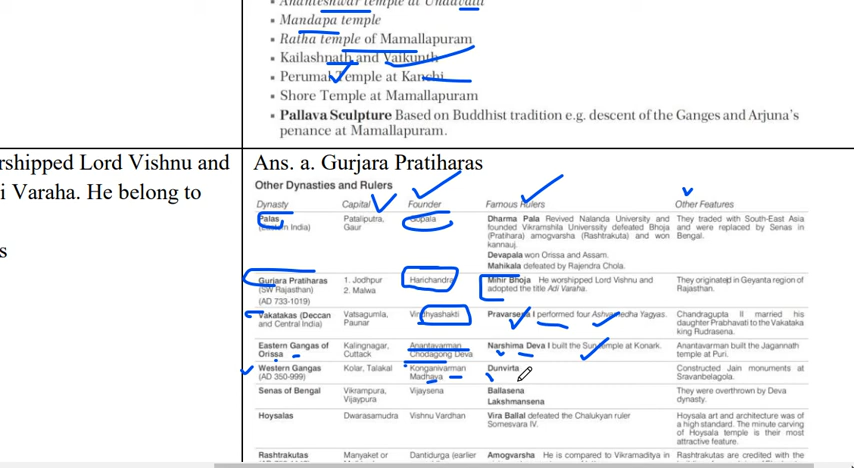 Ananteshwar temple at Undavalli
Mandapa temple
Ratha temple of Mamallapuram
Kailashnath and Vaikunth
Perumal Temple at Kanchi
Shore Temple at Mamallapuram
Pallava Sculpture Based on Buddhist tradition e.g. descent of the Ganges and Arjuna's
penance at Mamallapuram.
rshipped Lord Vishnu and
i Varaha. He belong to
s
Ans. a. Gurjara Pratiharas
Other Dynasties and Rulers
Dynasty Capital Founder Famous Rulers Other Features
Palas Pataliputra, Gopala Dharma Pala Revived Nalanda University and They traded with South-East Asia
(Eastern India) Gaur founded Vikramshila Universsity defeated Bhoja and were replaced by Senas in
(Pratihara) amogvarsha (Rashtrakuta) and won Bengal.
kannauj.
Devapala won Orissa and Assam.
Mahikala defeated by Rajendra Chola.
Gurjara Pratiharas 1. Jodhpur Harichandra Mihir Bhoja He worshipped Lord Vishnu and They originated in Geyanta region of
(SW Rajasthan) 2. Malwa adopted the title Adi Varaha. Rajasthan.
(AD 733-1019)
Vakatakas (Deccan Vatsagulma, Vindhyashakti Pravarsena I performed four Ashvamedha Yagyas. Chandragupta II married his
and Central India) Paunar daughter Prabhavati to the Vakataka
king Rudrasena.
Eastern Gangas of Kalingnagar, Anantavarman Narshima Deva I built the Sun temple at Konark. Anantavarman built the Jagannath
Orissa Cuttack Chodagong Deva temple at Puri.
Western Gangas Kolar, Talakal Konganivarman Dunvirta Constructed Jain monuments at
(AD 350-999) Madhava Sravanbelagola.
Senas of Bengal Vikrampura, Vijaysena Ballasena They were overthrown by Deva
Vijaypura Lakshmansena dynasty.
Hoysalas Dwarasamudra Vishnu Vardhan Vira Ballal defeated the Chalukyan ruler Hoysala art and architecture was of
Somesvara IV. a high standard. The minute carving
of Hoysala temple is their most
attractive feature.
Rashtrakutas Manyaket or Dantidurga (earlier Amogvarsha He is compared to Vikramaditya in Rashtrakutas are credited with the